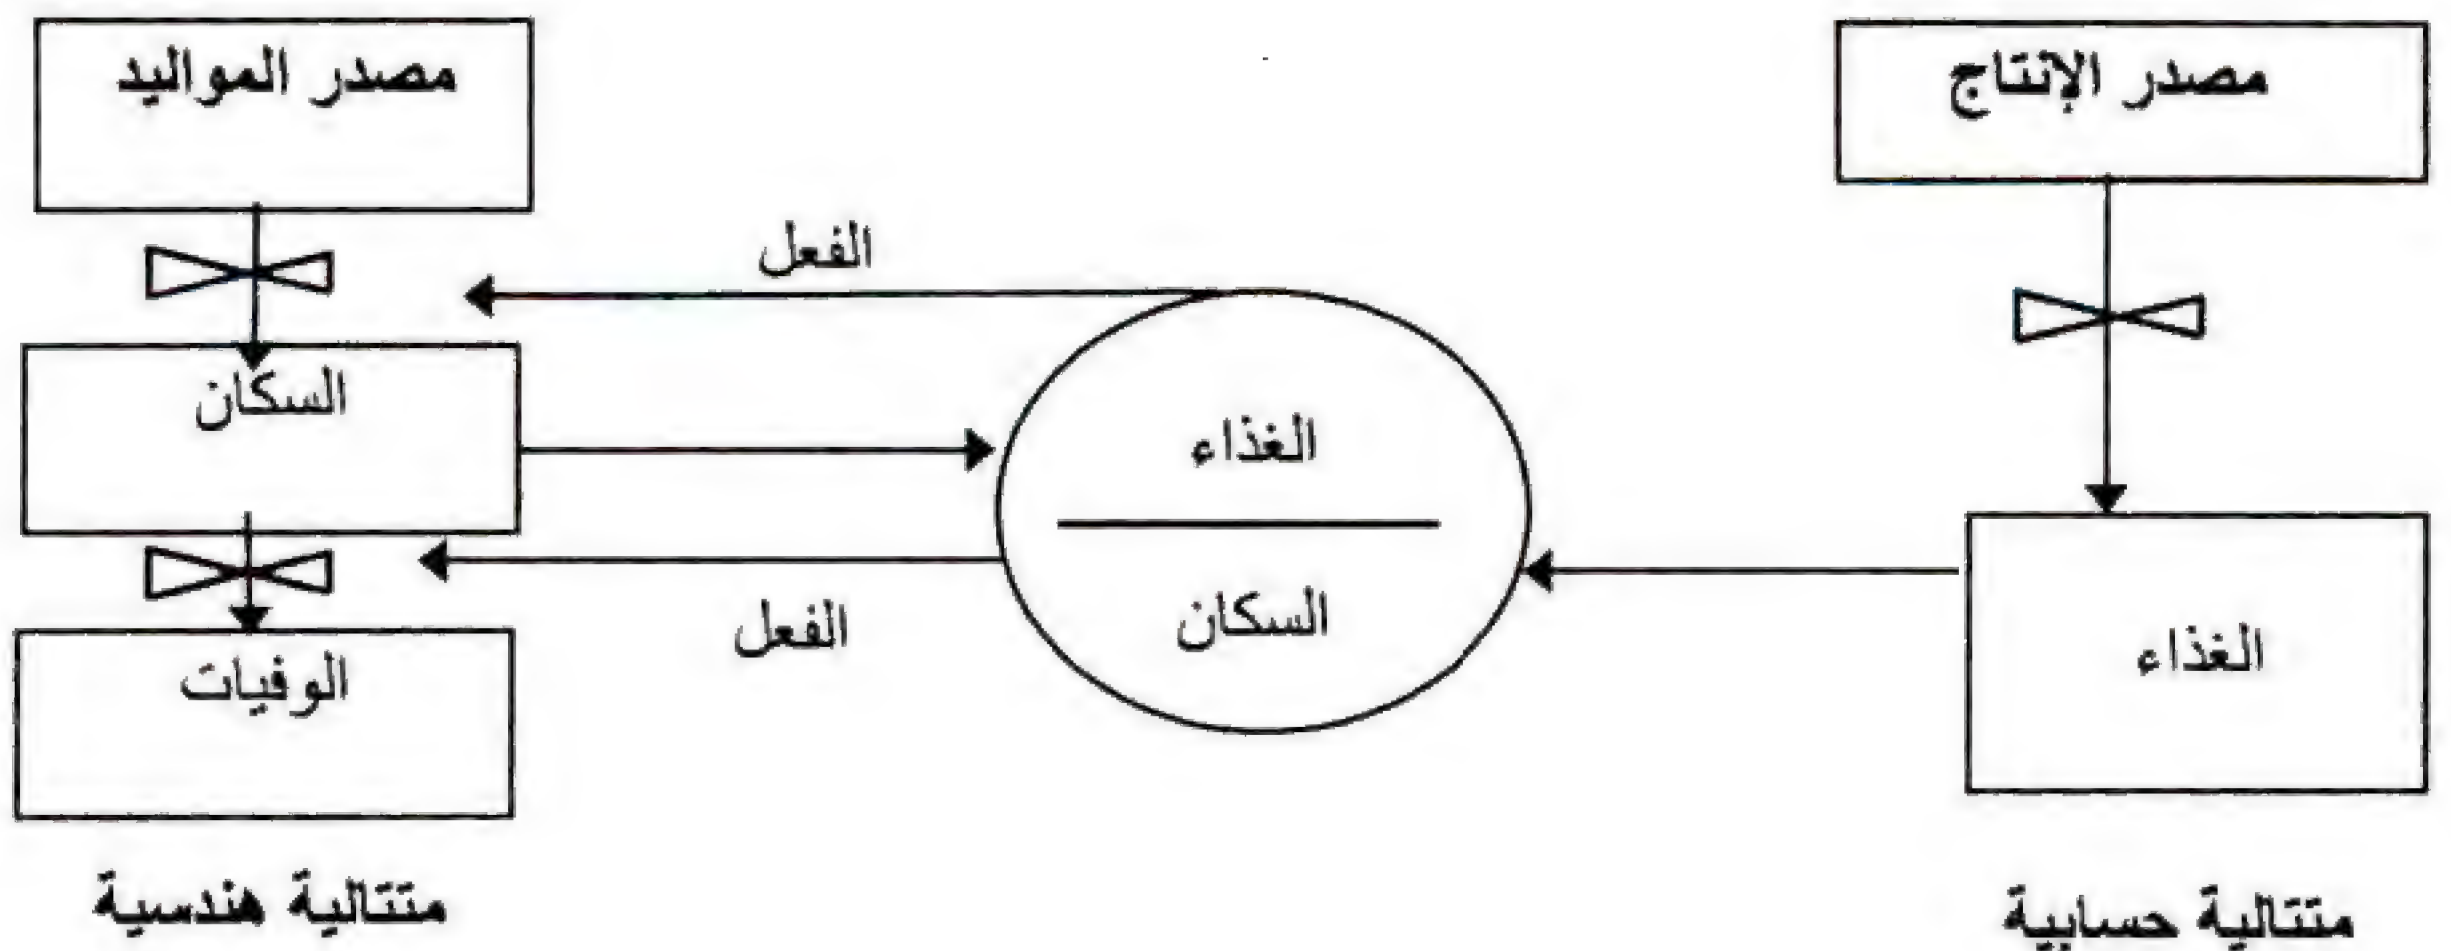 مصدر الإنتاج
مصدر المواليد
الفعل
السكان
الغذاء
السكان
الفعل
الغذاء
الوفيات
متتالية حسابية
متتالية هندسية